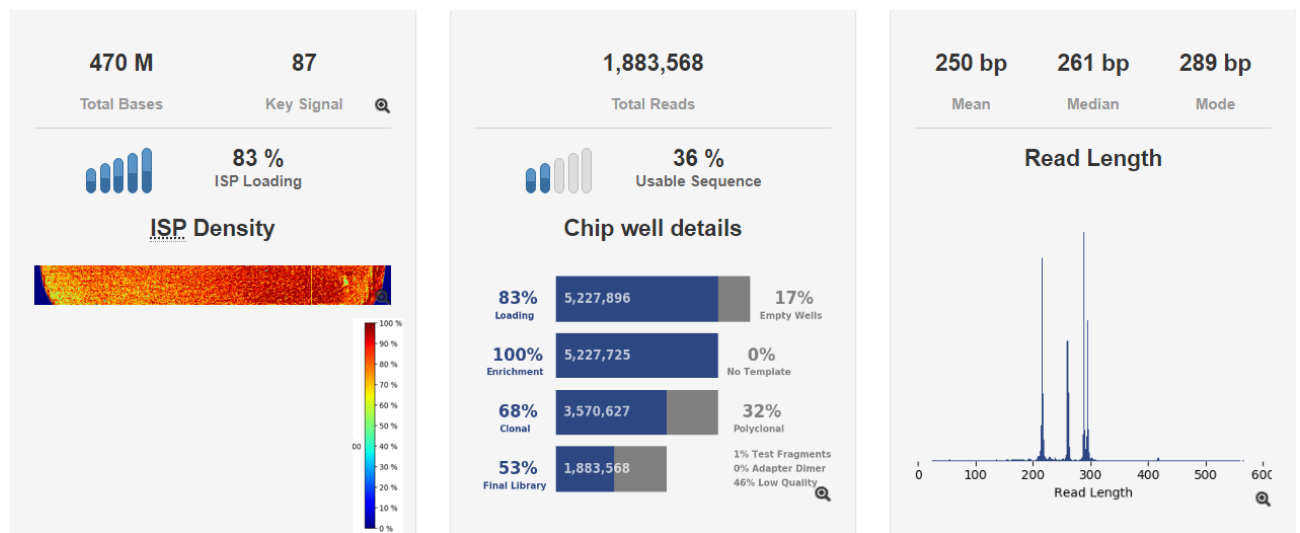 470 M
Total Bases
87
Key Signal
83 %
ISP Loading
ISP Density
100 %
90 %
80 %
70 %
60 %
50 %
40 %
30 %
20 %
10 %
0 %
1,883,568
Total Reads
36 %
Usable Sequence
Chip well details
83%
Loading
5,227,896
17%
Empty Wells
100%
Enrichment
5,227,725
0%
No Template
68%
Clonal
3,570,627
32%
Polyclonal
53%
Final Library
1,883,568
1% Test Fragments
0% Adapter Dimer
46% Low Quality
250 bp
Mean
261 bp
Median
289 bp
Mode
Read Length
0 100 200 300 400 500
Read Length